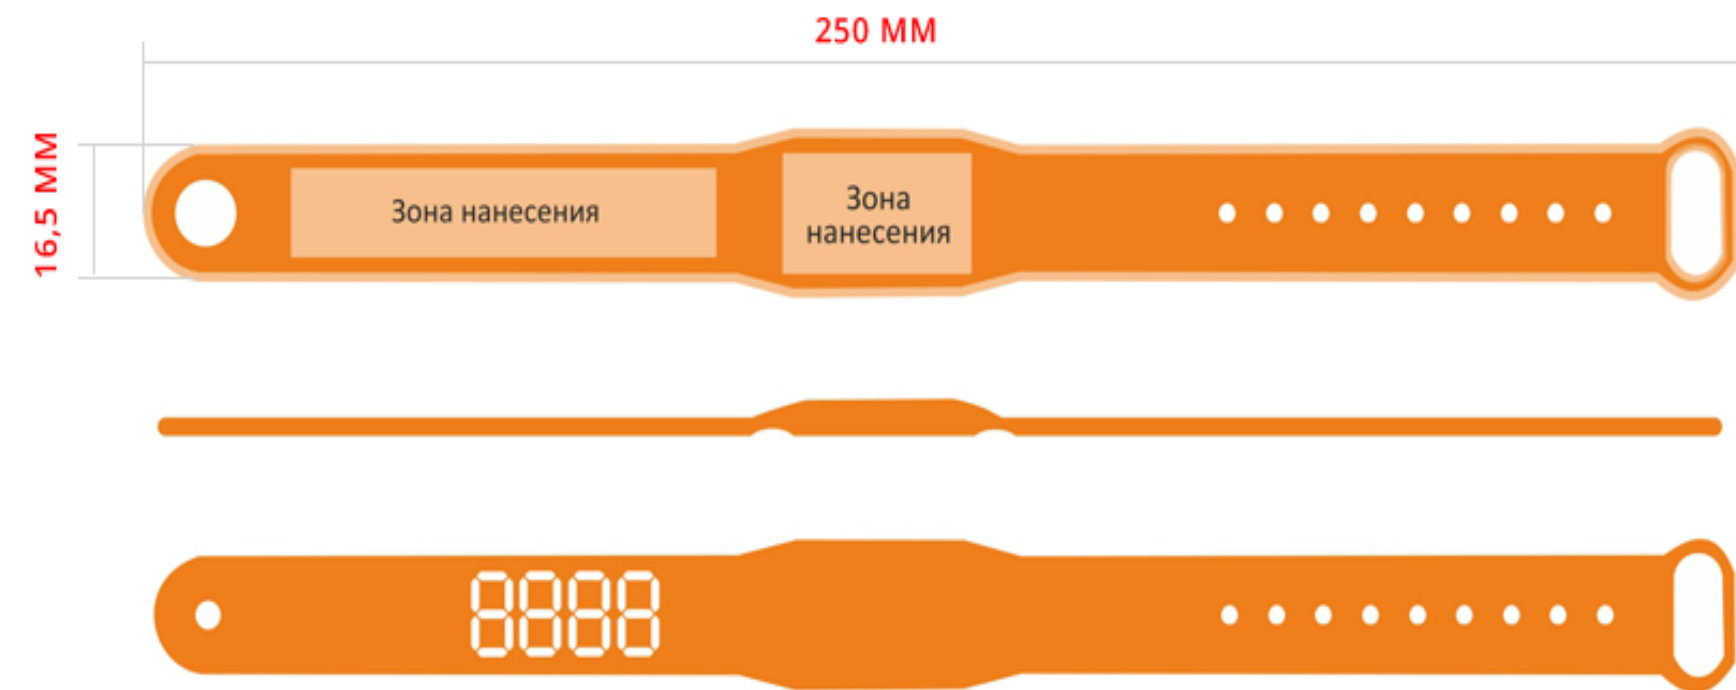 250 ММ
16,5 ММ
Зона нанесения
Зона
нанесения
8888